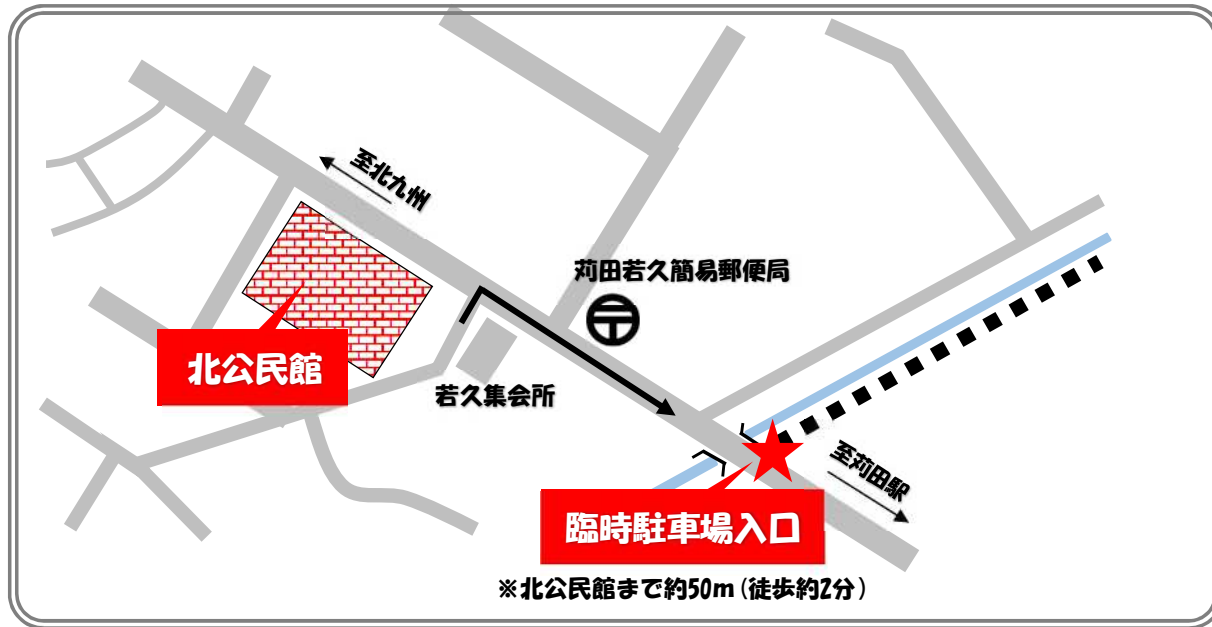 至北九州
苅田若久簡易郵便局
北公民館
若久集会所
至苅田駅
臨時駐車場入口
※北公民館まで約50m（徒歩約2分）